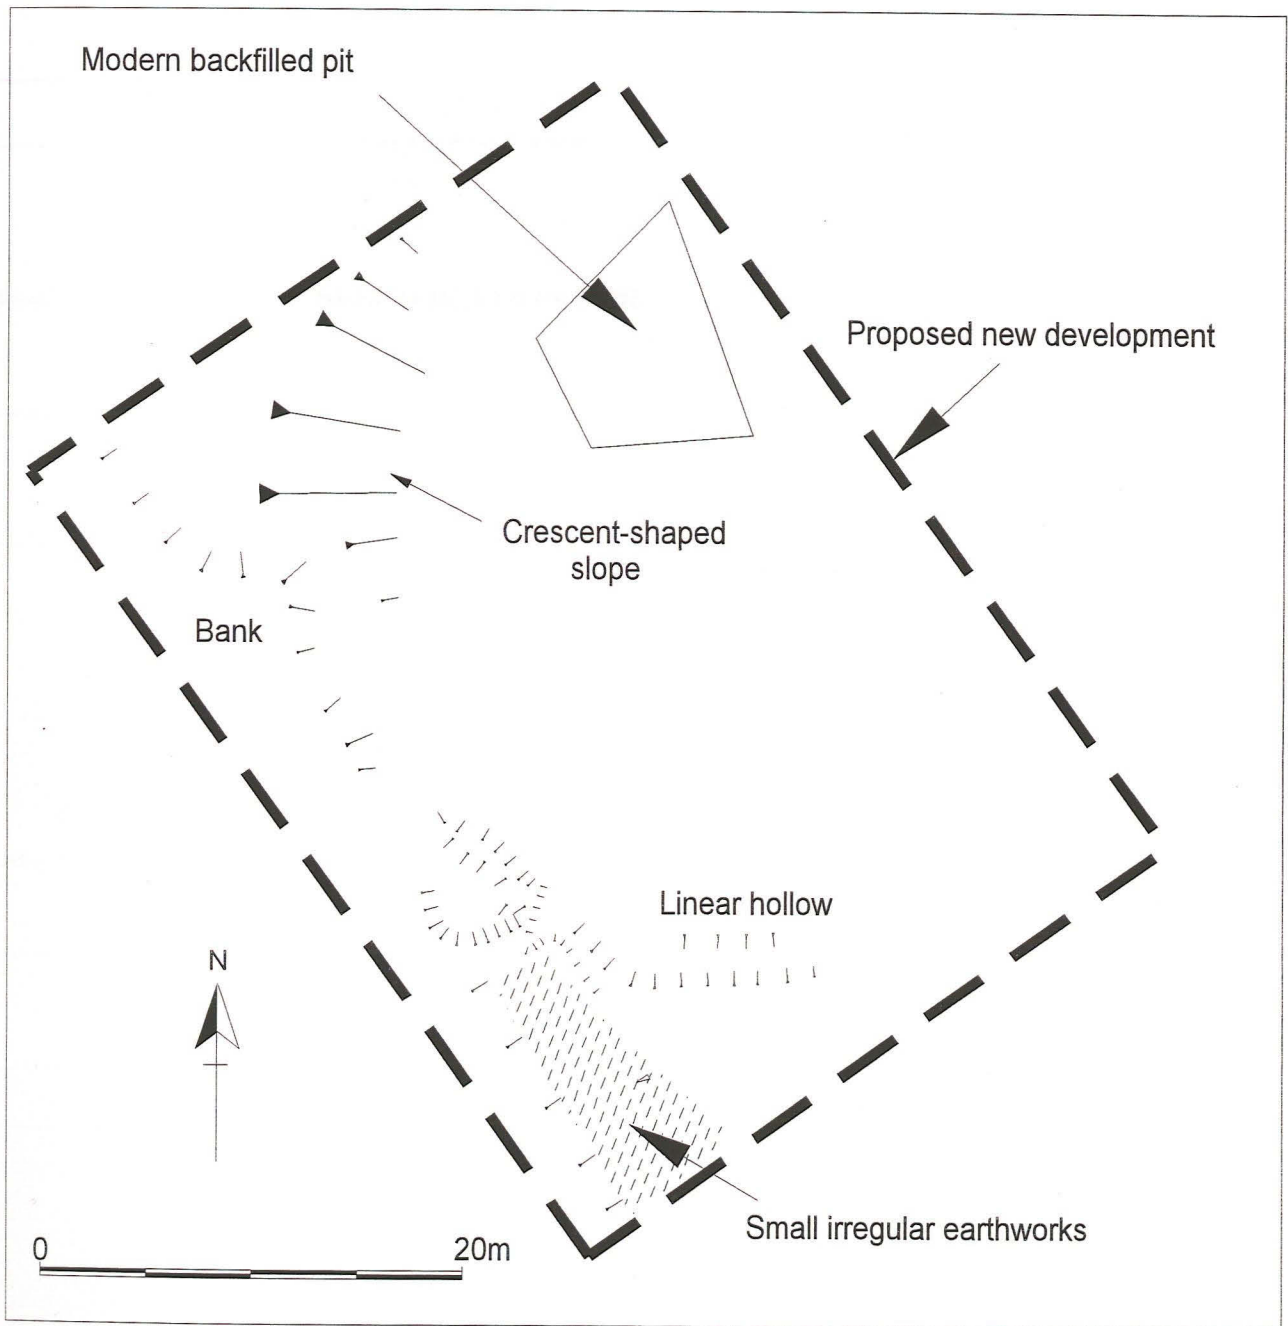 Modern backfilled pit
Proposed new development
Crescent-shaped
slope
Bank
Linear hollow
N
Small irregular earthworks
0
20m